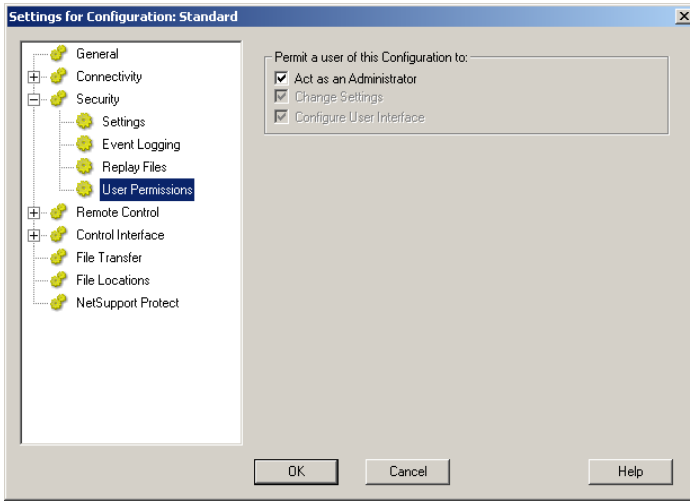 Settings for Configuration: Standard
General
Connectivity
Security
Settings
Event Logging
Replay Files
User Permissions
Remote Control
Control Interface
File Transfer
File Locations
NetSupport Protect
Permit a user of this Configuration to:
Act as an Administrator
Change Settings
Configure User Interface
OK
Cancel
Help